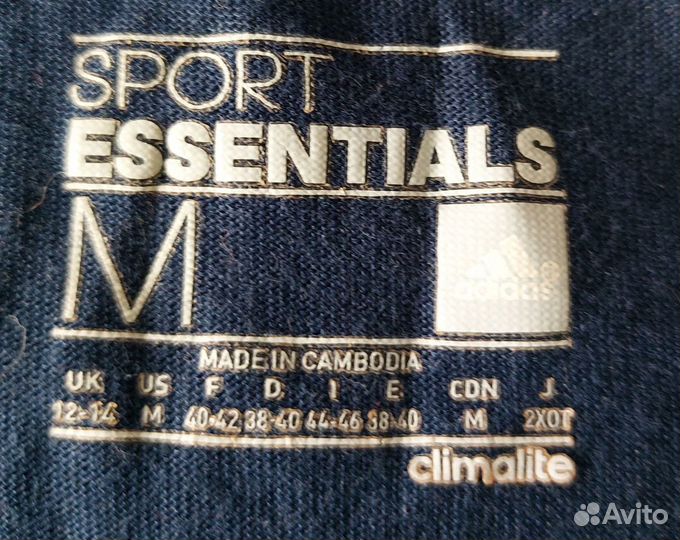 SPORT
ESSENTIALS
M
adidas
MADE IN CAMBODIA
UK US F D I E CDN J
12-14 M 40-42 38-40 44-46 38-40 M 2XOT
climalite
Avito